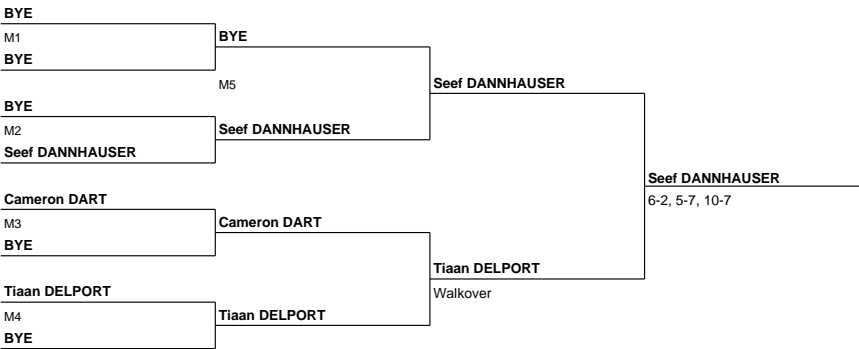 BYE
M1
BYE
BYE
M5
BYE
M2
Seef DANNHAUSER
Seef DANNHAUSER
Seef DANNHAUSER
Cameron DART
M3
BYE
Cameron DART
Tiaan DELPORT
M4
BYE
Tiaan DELPORT
Tiaan DELPORT
Walkover
Seef DANNHAUSER
6-2, 5-7, 10-7